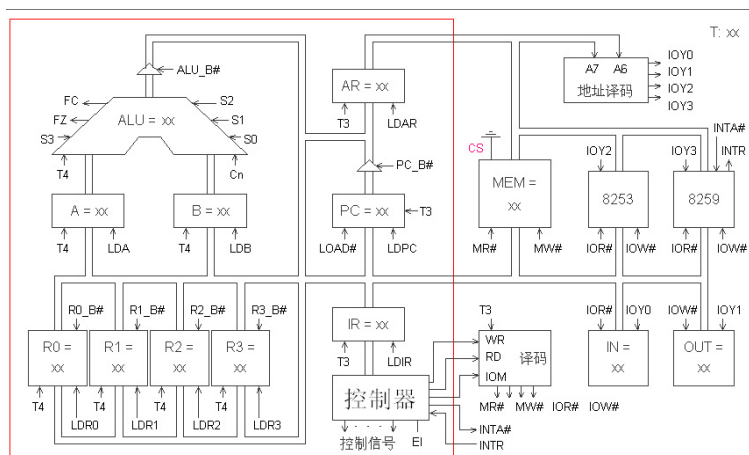 T: xx
ALU_B#
FC
S2
FZ
ALU = xx
S1
S3
S0
T4
Cn
AR = xx
T3
LDAR
A7 A6
地址译码
IOY0
IOY1
IOY2
IOY3
PC_B#
CS
IOY2
IOY3
INTA#
INTR
A = xx
B = xx
PC = xx
T3
MEM =
xx
8253
8259
T4
LDA
T4
LDB
LOAD#
LDPC
MR#
MW#
IOR#
IOW#
IOR#
IOW#
R0_B#
R1_B#
R2_B#
R3_B#
IR = xx
T3
IOR#
IOY0
IOW#
IOY1
R0 =
xx
R1 =
xx
R2 =
xx
R3 =
xx
T3
LDIR
WR
RD
IOM
译码
IN =
xx
OUT =
xx
T4
T4
T4
T4
LDR0
LDR1
LDR2
LDR3
控制器
MR# MW# IOR# IOW#
控制信号
EI
INTA#
INTR